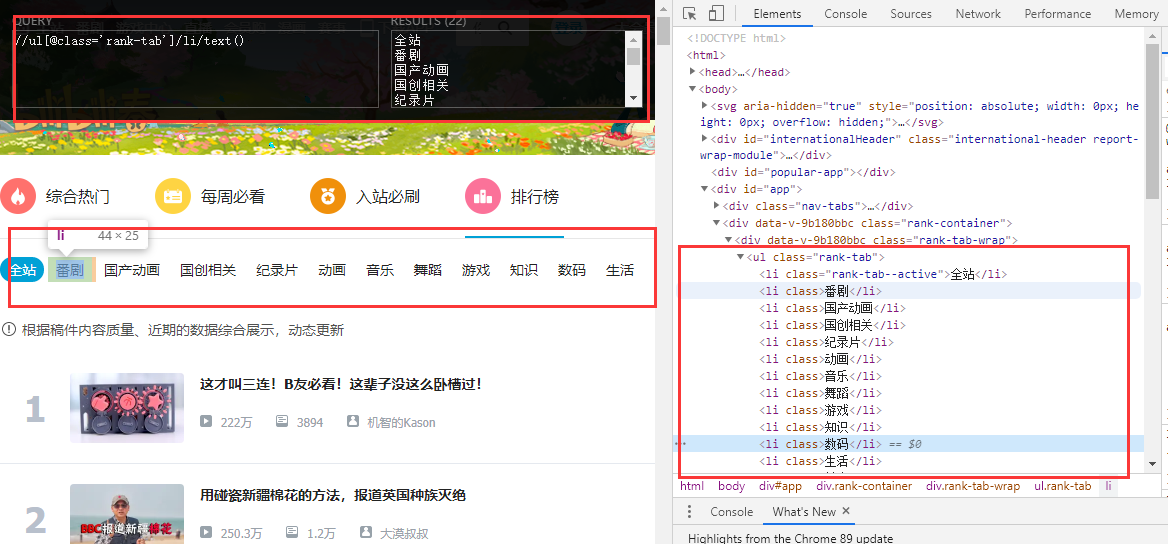 QUERY
//ul[@class='rank-tab']/li/text()
RESULTS (22)
全站
番剧
国产动画
国创相关
纪录片
综合热门
每周必看
入站必刷
排行榜
li 44 × 25
全站 番剧 国产动画 国创相关 纪录片 动画 音乐 舞蹈 游戏 知识 数码 生活
根据稿件内容质量、近期的数据综合展示，动态更新
1
这才叫三连！B友必看！这辈子没这么卧槽过！
222万 3894 机智的Kason
2
BBC报道新疆棉花
用碰瓷新疆棉花的方法，报道英国种族灭绝
250.3万 1.2万 大漠叔叔
Elements Console Sources Network Performance Memory
<!DOCTYPE html>
<html>
<head>…</head>
<body>
<svg aria-hidden="true" style="position: absolute; width: 0px; he
ight: 0px; overflow: hidden;">…</svg>
<div id="internationalHeader" class="international-header report-
wrap-module">…</div>
<div id="popular-app"></div>
<div id="app">
<div class="nav-tabs">…</div>
<div data-v-9b180bbc class="rank-container">
<div data-v-9b180bbc class="rank-tab-wrap">
<ul class="rank-tab">
<li class="rank-tab--active">全站</li>
<li class>番剧</li>
<li class>国产动画</li>
<li class>国创相关</li>
<li class>纪录片</li>
<li class>动画</li>
<li class>音乐</li>
<li class>舞蹈</li>
<li class>游戏</li>
<li class>知识</li>
<li class>数码</li> == $0
<li class>生活</li>
html body div#app div.rank-container div.rank-tab-wrap ul.rank-tab li
Console What's New ×
Highlights from the Chrome 89 update